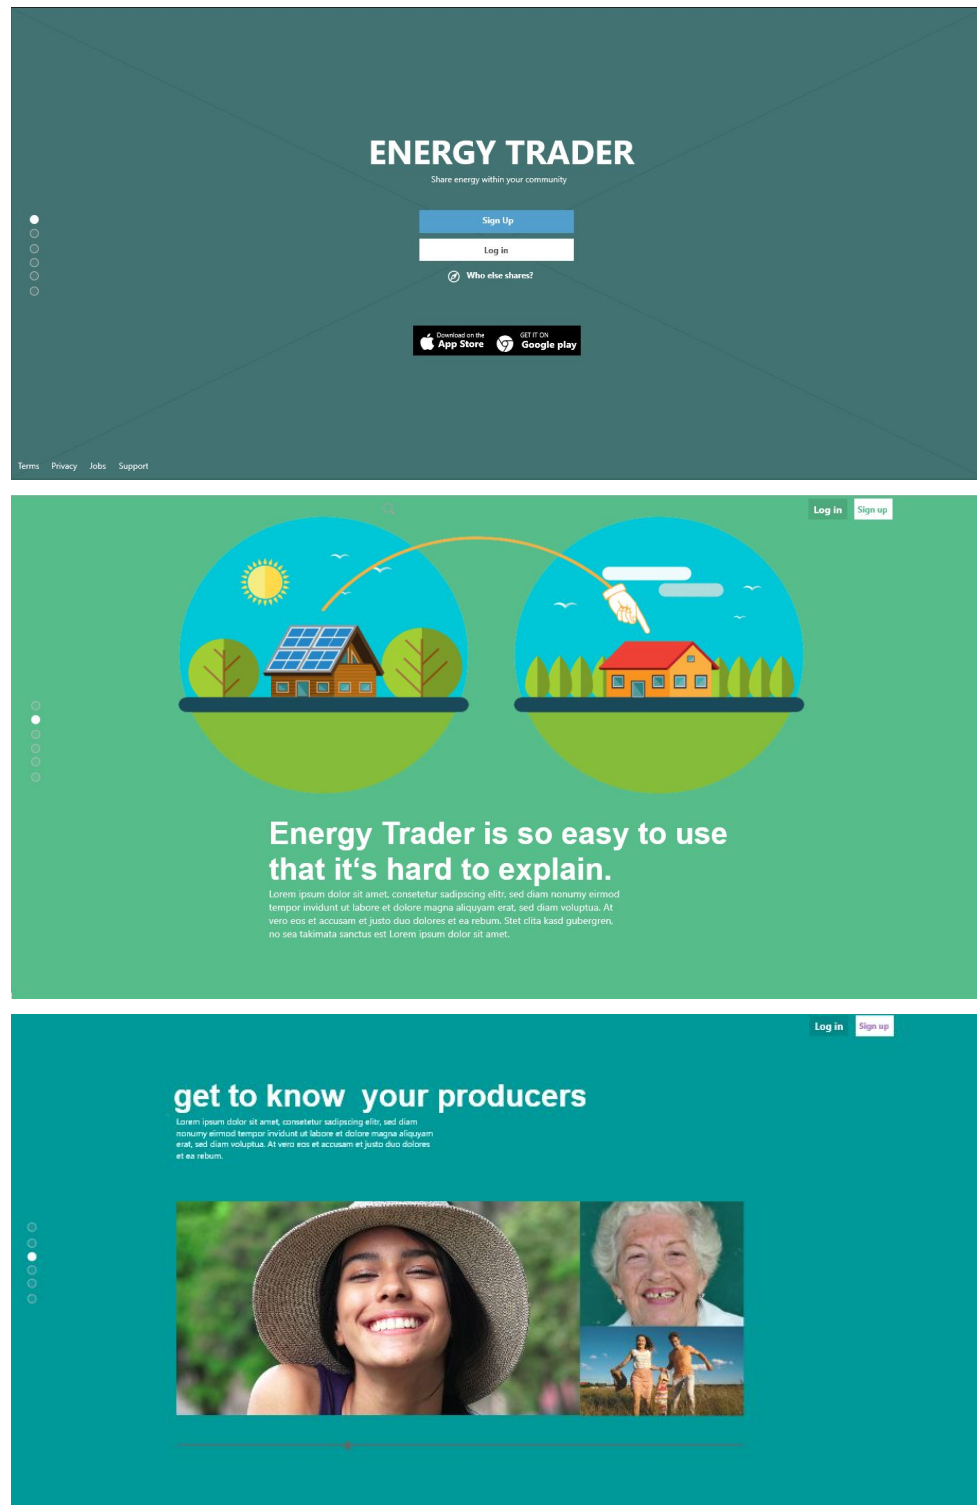 ENERGY TRADER
Share energy within your community
Sign Up
Log in
Who else shares?
Download on the
App Store
GET IT ON
Google play
Terms Privacy Jobs Support
Log in Sign up
Energy Trader is so easy to use
that it‘s hard to explain.
Lorem ipsum dolor sit amet, consetetur sadipscing elitr, sed diam nonumy eirmod
tempor invidunt ut labore et dolore magna aliquyam erat, sed diam voluptua. At
vero eos et accusam et justo duo dolores et ea rebum. Stet clita kasd gubergren,
no sea takimata sanctus est Lorem ipsum dolor sit amet.
Log in Sign up
get to know your producers
Lorem ipsum dolor sit amet, consetetur sadipscing elitr, sed diam
nonumy eirmod tempor invidunt ut labore et dolore magna aliquyam
erat, sed diam voluptua. At vero eos et accusam et justo duo dolores
et ea rebum.